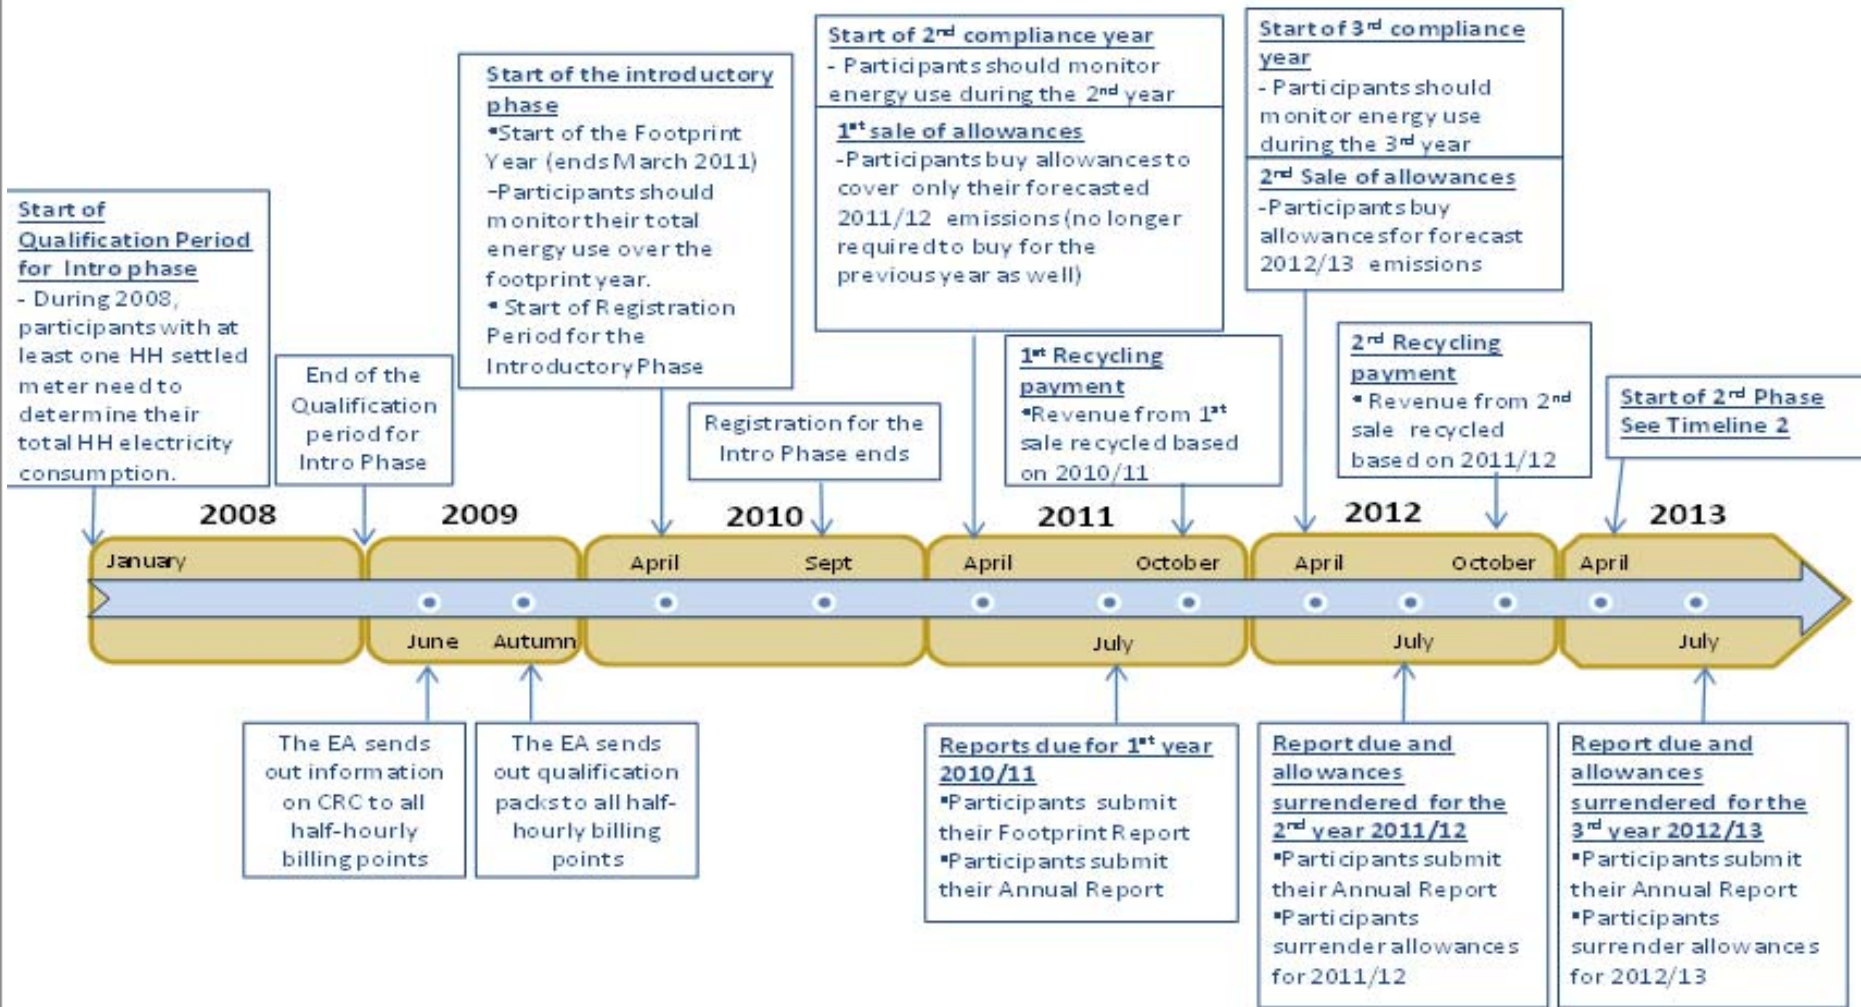 Start of
Qualification Period
for Intro phase
- During 2008,
participants with at
least one HH settled
meter need to
determine their
total HH electricity
consumption.
End of the
Qualification
period for
Intro Phase
Start of the introductory
phase
▪Start of the Footprint
Year (ends March 2011)
-Participants should
monitor their total
energy use over the
footprint year.
▪ Start of Registration
Period for the
Introductory Phase
Registration for the
Intro Phase ends
Start of 2nd compliance year
- Participants should monitor
energy use during the 2nd year
1st sale of allowances
-Participants buy allowances to
cover only their forecasted
2011/12 emissions (no longer
required to buy for the
previous year as well)
1st Recycling
payment
▪Revenue from 1st
sale recycled based
on 2010/11
Start of 3rd compliance
year
- Participants should
monitor energy use
during the 3rd year
2nd Sale of allowances
-Participants buy
allowances for forecast
2012/13 emissions
2nd Recycling
payment
▪ Revenue from 2nd
sale recycled
based on 2011/12
Start of 2nd Phase
See Timeline 2
2008
2009
2010
2011
2012
2013
January
April
Sept
April
October
April
October
April
June
Autumn
July
July
July
The EA sends
out information
on CRC to all
half-hourly
billing points
The EA sends
out qualification
packs to all half-
hourly billing
points
Reports due for 1st year
2010/11
▪Participants submit
their Footprint Report
▪Participants submit
their Annual Report
Report due and
allowances
surrendered for the
2nd year 2011/12
▪Participants submit
their Annual Report
▪Participants
surrender allowances
for 2011/12
Report due and
allowances
surrendered for the
3rd year 2012/13
▪Participants submit
their Annual Report
▪Participants
surrender allowances
for 2012/13